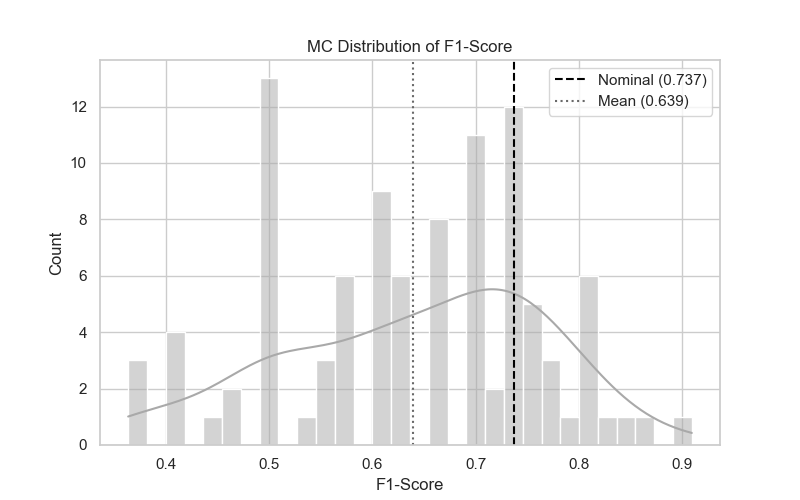 MC Distribution of F1-Score
Nominal (0.737)
Mean (0.639)
Count
12
10
8
6
4
2
0
0.4 0.5 0.6 0.7 0.8 0.9
F1-Score